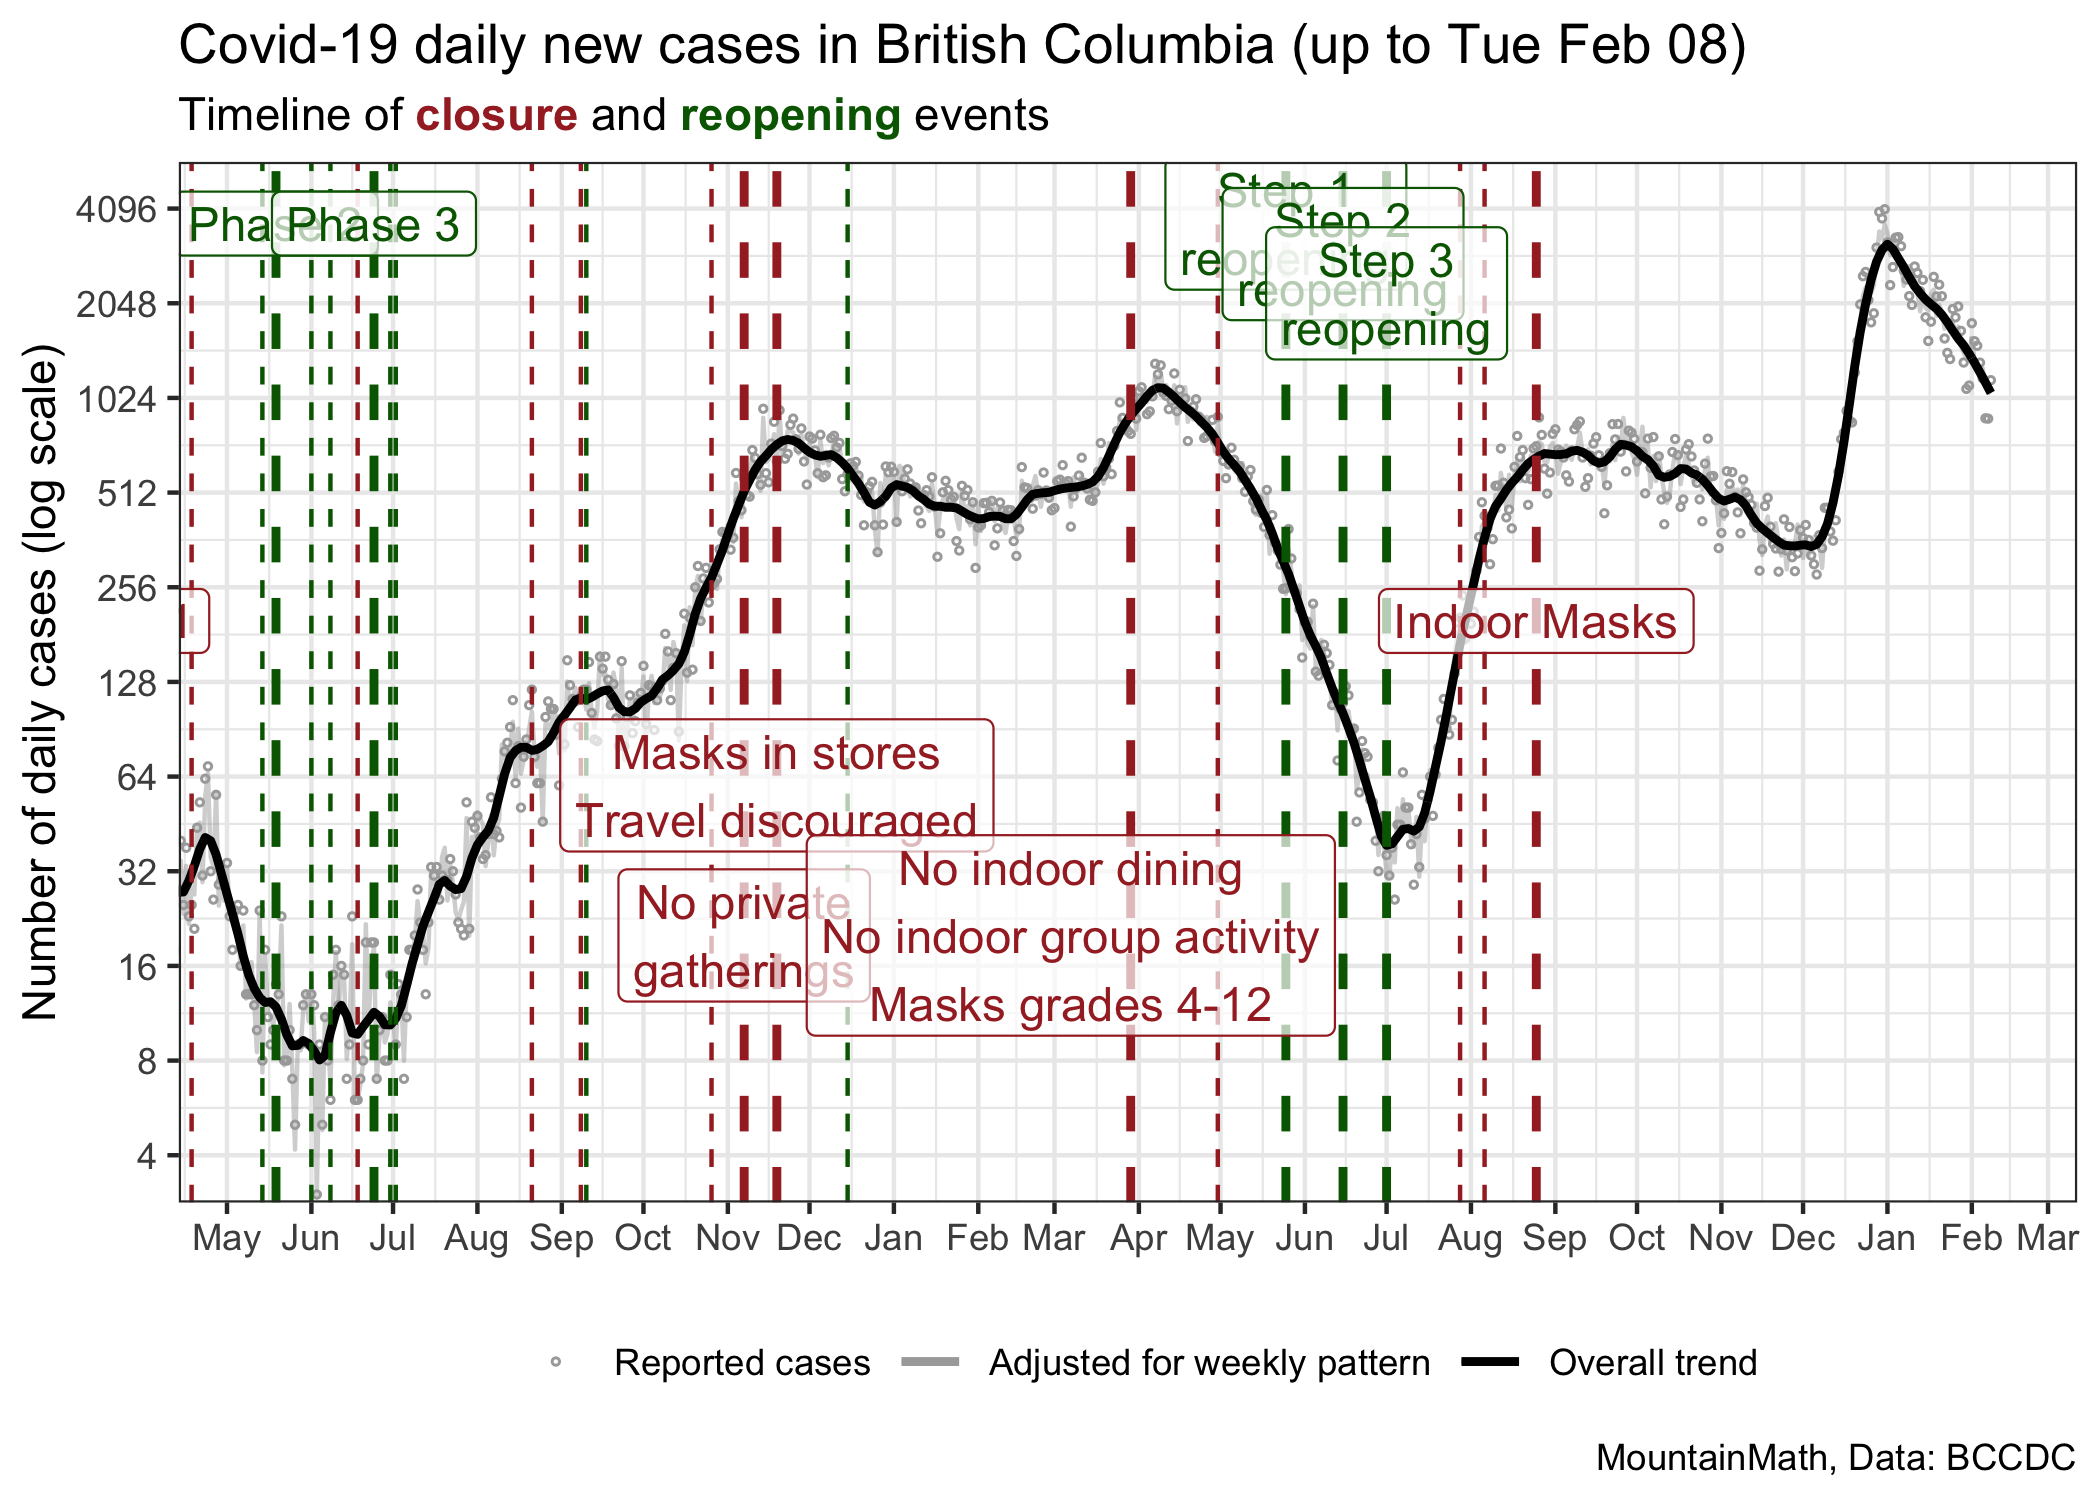 Covid-19 daily new cases in British Columbia (up to Tue Feb 08)
Timeline of closure and reopening events
Number of daily cases (log scale)
4096
2048
1024
512
256
128
64
32
16
8
4
Phase 2
Phase 3
Step 1
reopening
Step 2
reopening
Step 3
reopening
Indoor Masks
Masks in stores
Travel discouraged
No private
gatherings
No indoor dining
No indoor group activity
Masks grades 4-12
May Jun Jul Aug Sep Oct Nov Dec Jan Feb Mar Apr May Jun Jul Aug Sep Oct Nov Dec Jan Feb Mar
Reported cases Adjusted for weekly pattern Overall trend
MountainMath, Data: BCCDC